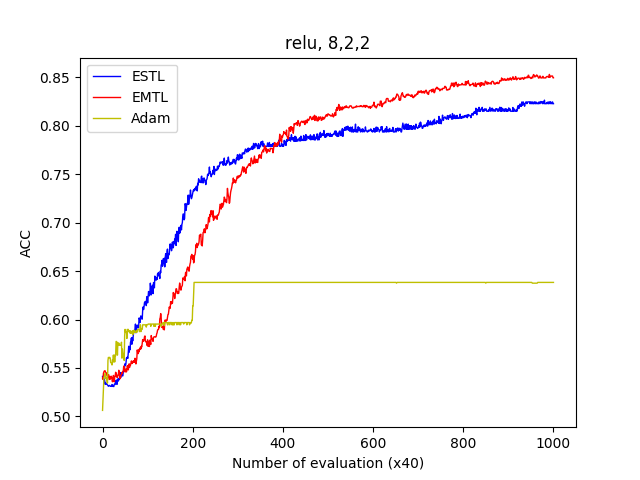 relu, 8,2,2
ESTL
EMTL
Adam
ACC
0.85
0.80
0.75
0.70
0.65
0.60
0.55
0.50
0 200 400 600 800 1000
Number of evaluation (x40)